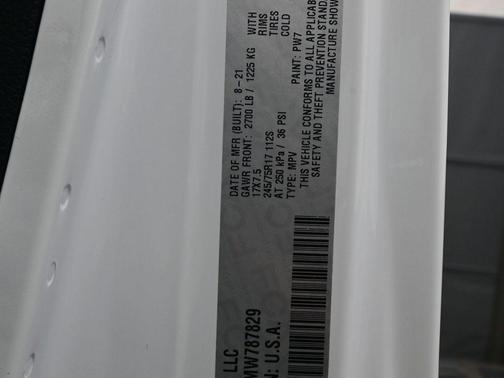 LLC
DATE OF MFR (BUILT): 8-21
GAWR FRONT: 2700 LB / 1225 KG WITH
17X7.5 RIMS
245/75R17 112S TIRES
AT 250 kPa / 36 PSI COLD
TYPE: MPV PAINT: PW7
THIS VEHICLE CONFORMS TO ALL APPLICAB
SAFETY AND THEFT PREVENTION STAND
MANUFACTURE SHOW
MW787829
N: U.S.A.